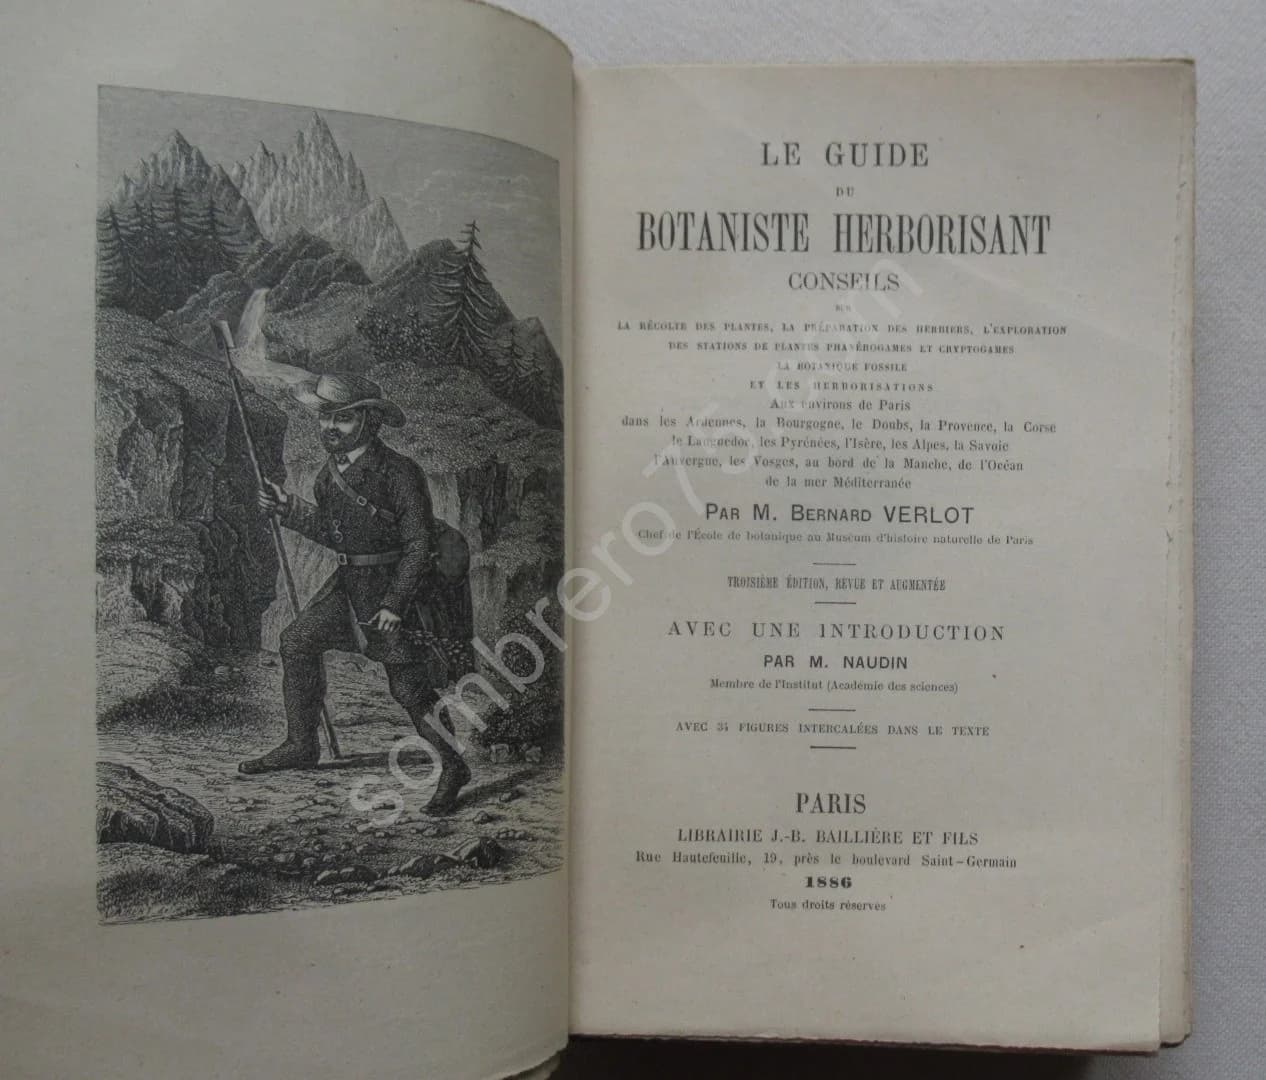 LE GUIDE
DU
BOTANISTE HERBORISANT
CONSEILS
SUR
LA RÉCOLTE DES PLANTES, LA PRÉPARATION DES HERBIERS, L'EXPLORATION
DES STATIONS DE PLANTES PHANÉROGAMES ET CRYPTOGAMES
LA BOTANIQUE FOSSILE
ET LES HERBORISATIONS
Aux environs de Paris
dans les Ardennes, la Bourgogne, le Doubs, la Provence, la Corse
le Languedoc, les Pyrénées, l'Isère, les Alpes, la Savoie
l'Auvergne, les Vosges, au bord de la Manche, de l'Océan
de la mer Méditerranée
PAR M. BERNARD VERLOT
Chef de l'École de botanique au Muséum d'histoire naturelle de Paris
TROISIÈME ÉDITION, REVUE ET AUGMENTÉE
AVEC UNE INTRODUCTION
PAR M. NAUDIN
Membre de l'Institut (Académie des sciences)
AVEC 34 FIGURES INTERCALÉES DANS LE TEXTE
PARIS
LIBRAIRIE J.-B. BAILLIÈRE ET FILS
Rue Hautefeuille, 19, près le boulevard Saint-Germain
1886
Tous droits réservés
sombrero75.com